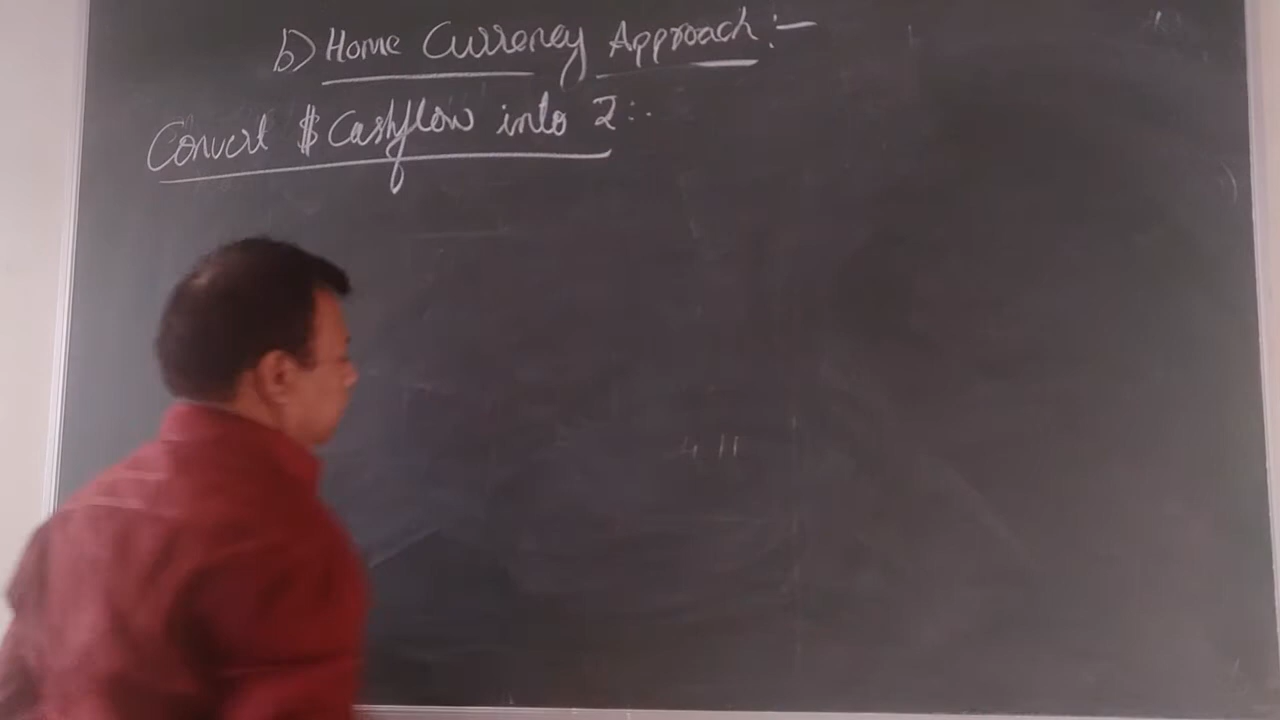 b) Home Currency Approach:-
Convert $ Cashflow into ₹:.